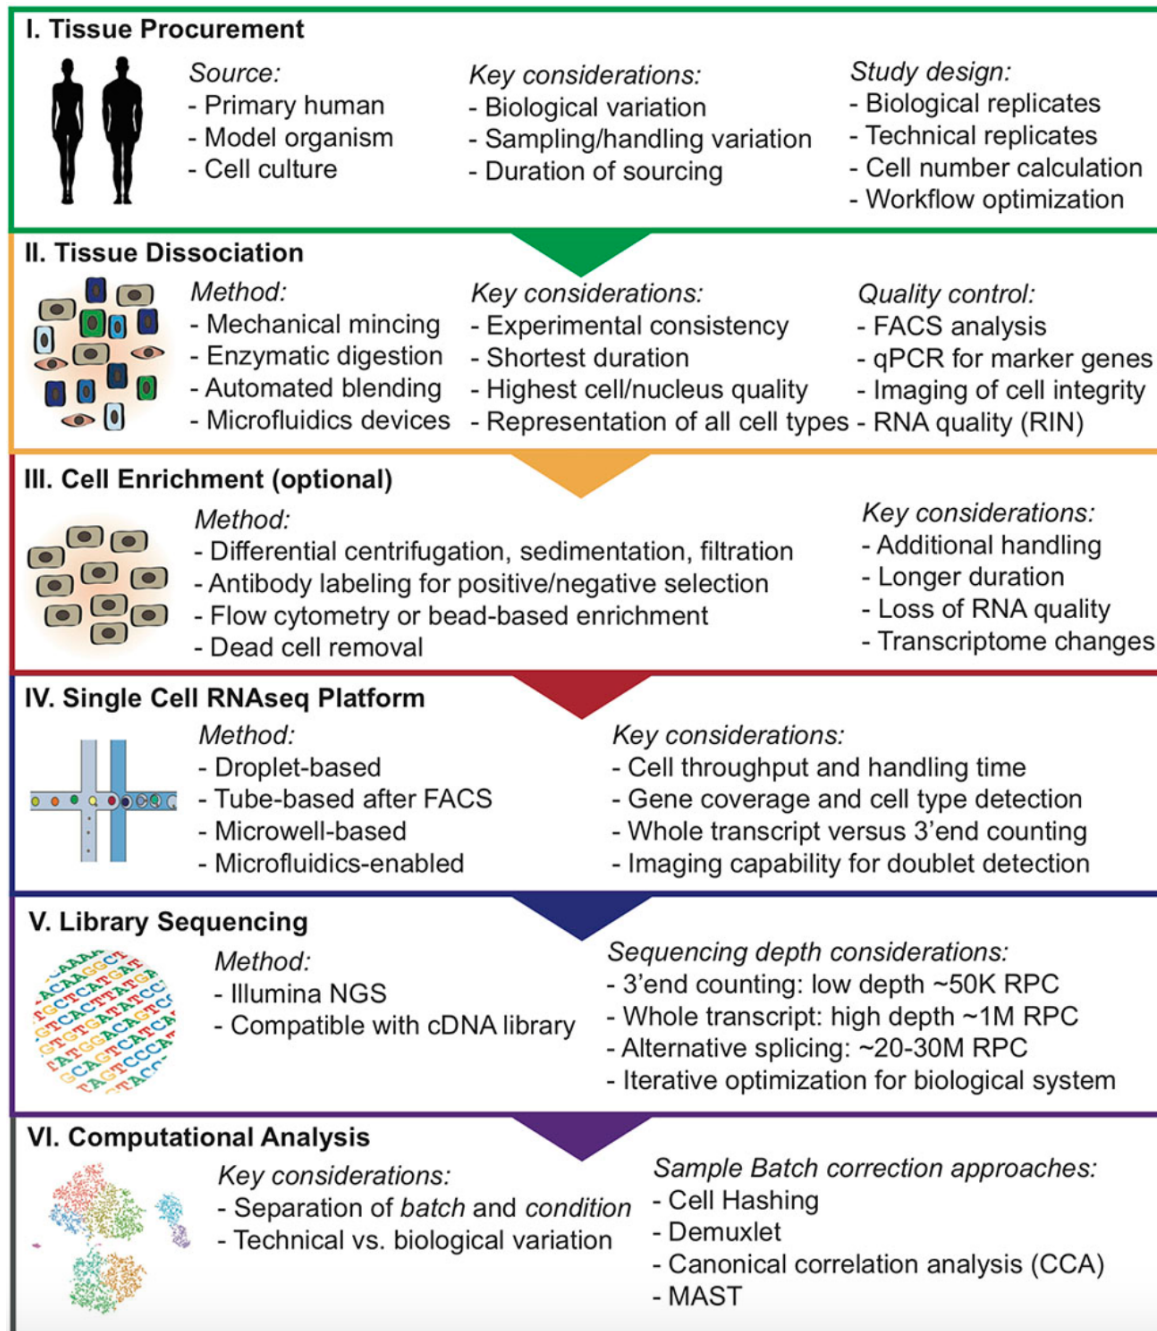 I. Tissue Procurement
Source:
- Primary human
- Model organism
- Cell culture
Key considerations:
- Biological variation
- Sampling/handling variation
- Duration of sourcing
Study design:
- Biological replicates
- Technical replicates
- Cell number calculation
- Workflow optimization
II. Tissue Dissociation
Method:
- Mechanical mincing
- Enzymatic digestion
- Automated blending
- Microfluidics devices
Key considerations:
- Experimental consistency
- Shortest duration
- Highest cell/nucleus quality
- Representation of all cell types
Quality control:
- FACS analysis
- qPCR for marker genes
- Imaging of cell integrity
- RNA quality (RIN)
III. Cell Enrichment (optional)
Method:
- Differential centrifugation, sedimentation, filtration
- Antibody labeling for positive/negative selection
- Flow cytometry or bead-based enrichment
- Dead cell removal
Key considerations:
- Additional handling
- Longer duration
- Loss of RNA quality
- Transcriptome changes
IV. Single Cell RNAseq Platform
Method:
- Droplet-based
- Tube-based after FACS
- Microwell-based
- Microfluidics-enabled
Key considerations:
- Cell throughput and handling time
- Gene coverage and cell type detection
- Whole transcript versus 3'end counting
- Imaging capability for doublet detection
V. Library Sequencing
Method:
- Illumina NGS
- Compatible with cDNA library
Sequencing depth considerations:
- 3'end counting: low depth ~50K RPC
- Whole transcript: high depth ~1M RPC
- Alternative splicing: ~20-30M RPC
- Iterative optimization for biological system
VI. Computational Analysis
Key considerations:
- Separation of batch and condition
- Technical vs. biological variation
Sample Batch correction approaches:
- Cell Hashing
- Demuxlet
- Canonical correlation analysis (CCA)
- MAST